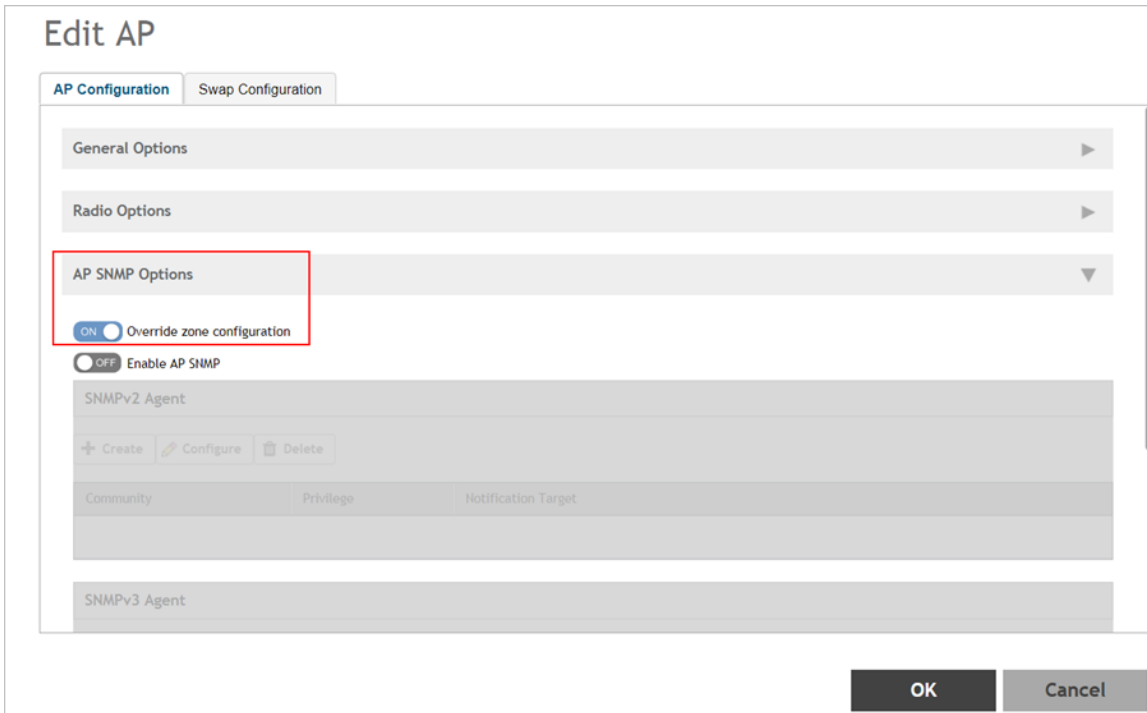 Edit AP
AP Configuration Swap Configuration
General Options
Radio Options
AP SNMP Options
ON Override zone configuration
OFF Enable AP SNMP
SNMPv2 Agent
Create Configure Delete
Community Privilege Notification Target
SNMPv3 Agent
OK Cancel